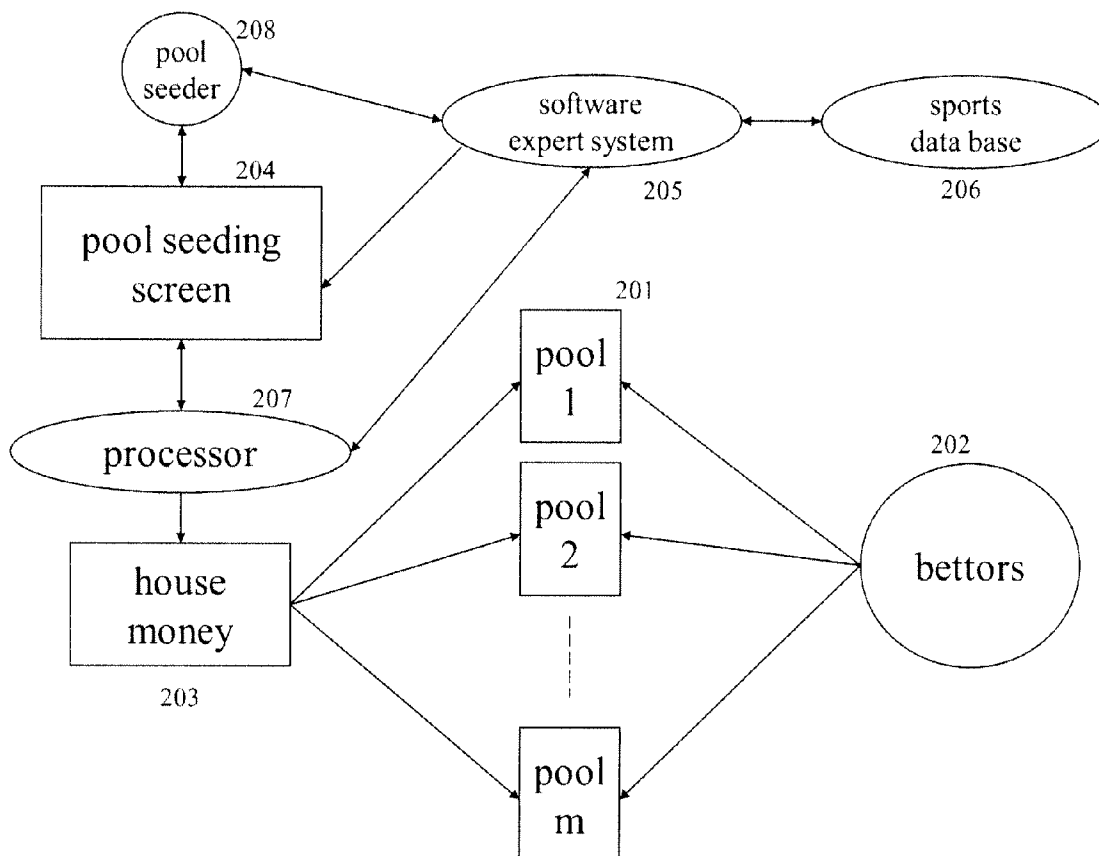 208
pool
seeder
software
expert system
205
sports
data base
206
204
pool seeding
screen
201
pool
1
207
processor
202
bettors
pool
2
house
money
203
pool
m